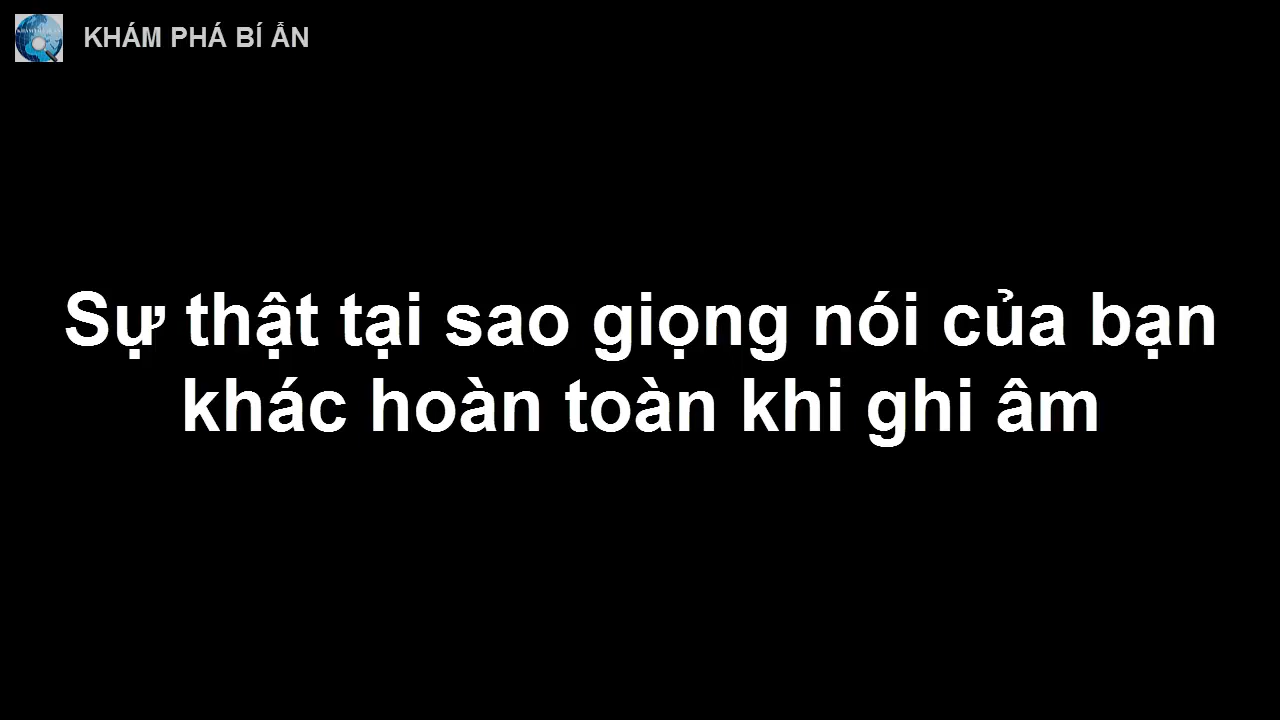 KHÁM PHÁ BÍ ẨN
Sự thật tại sao giọng nói của bạn
khác hoàn toàn khi ghi âm